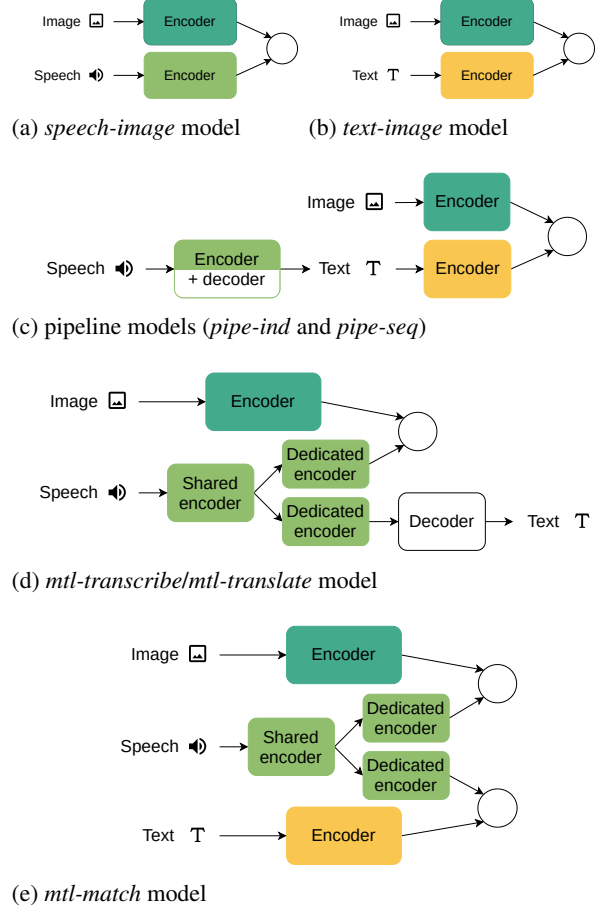 Image Encoder
Speech Encoder
(a) speech-image model
Image Encoder
Text T Encoder
(b) text-image model
Image Encoder
Speech Encoder + decoder Text T Encoder
(c) pipeline models (pipe-ind and pipe-seq)
Image Encoder
Dedicated
encoder
Speech Shared
encoder
Dedicated
encoder
Decoder Text T
(d) mtl-transcribe/mtl-translate model
Image Encoder
Dedicated
encoder
Speech Shared
encoder
Dedicated
encoder
Text T Encoder
(e) mtl-match model